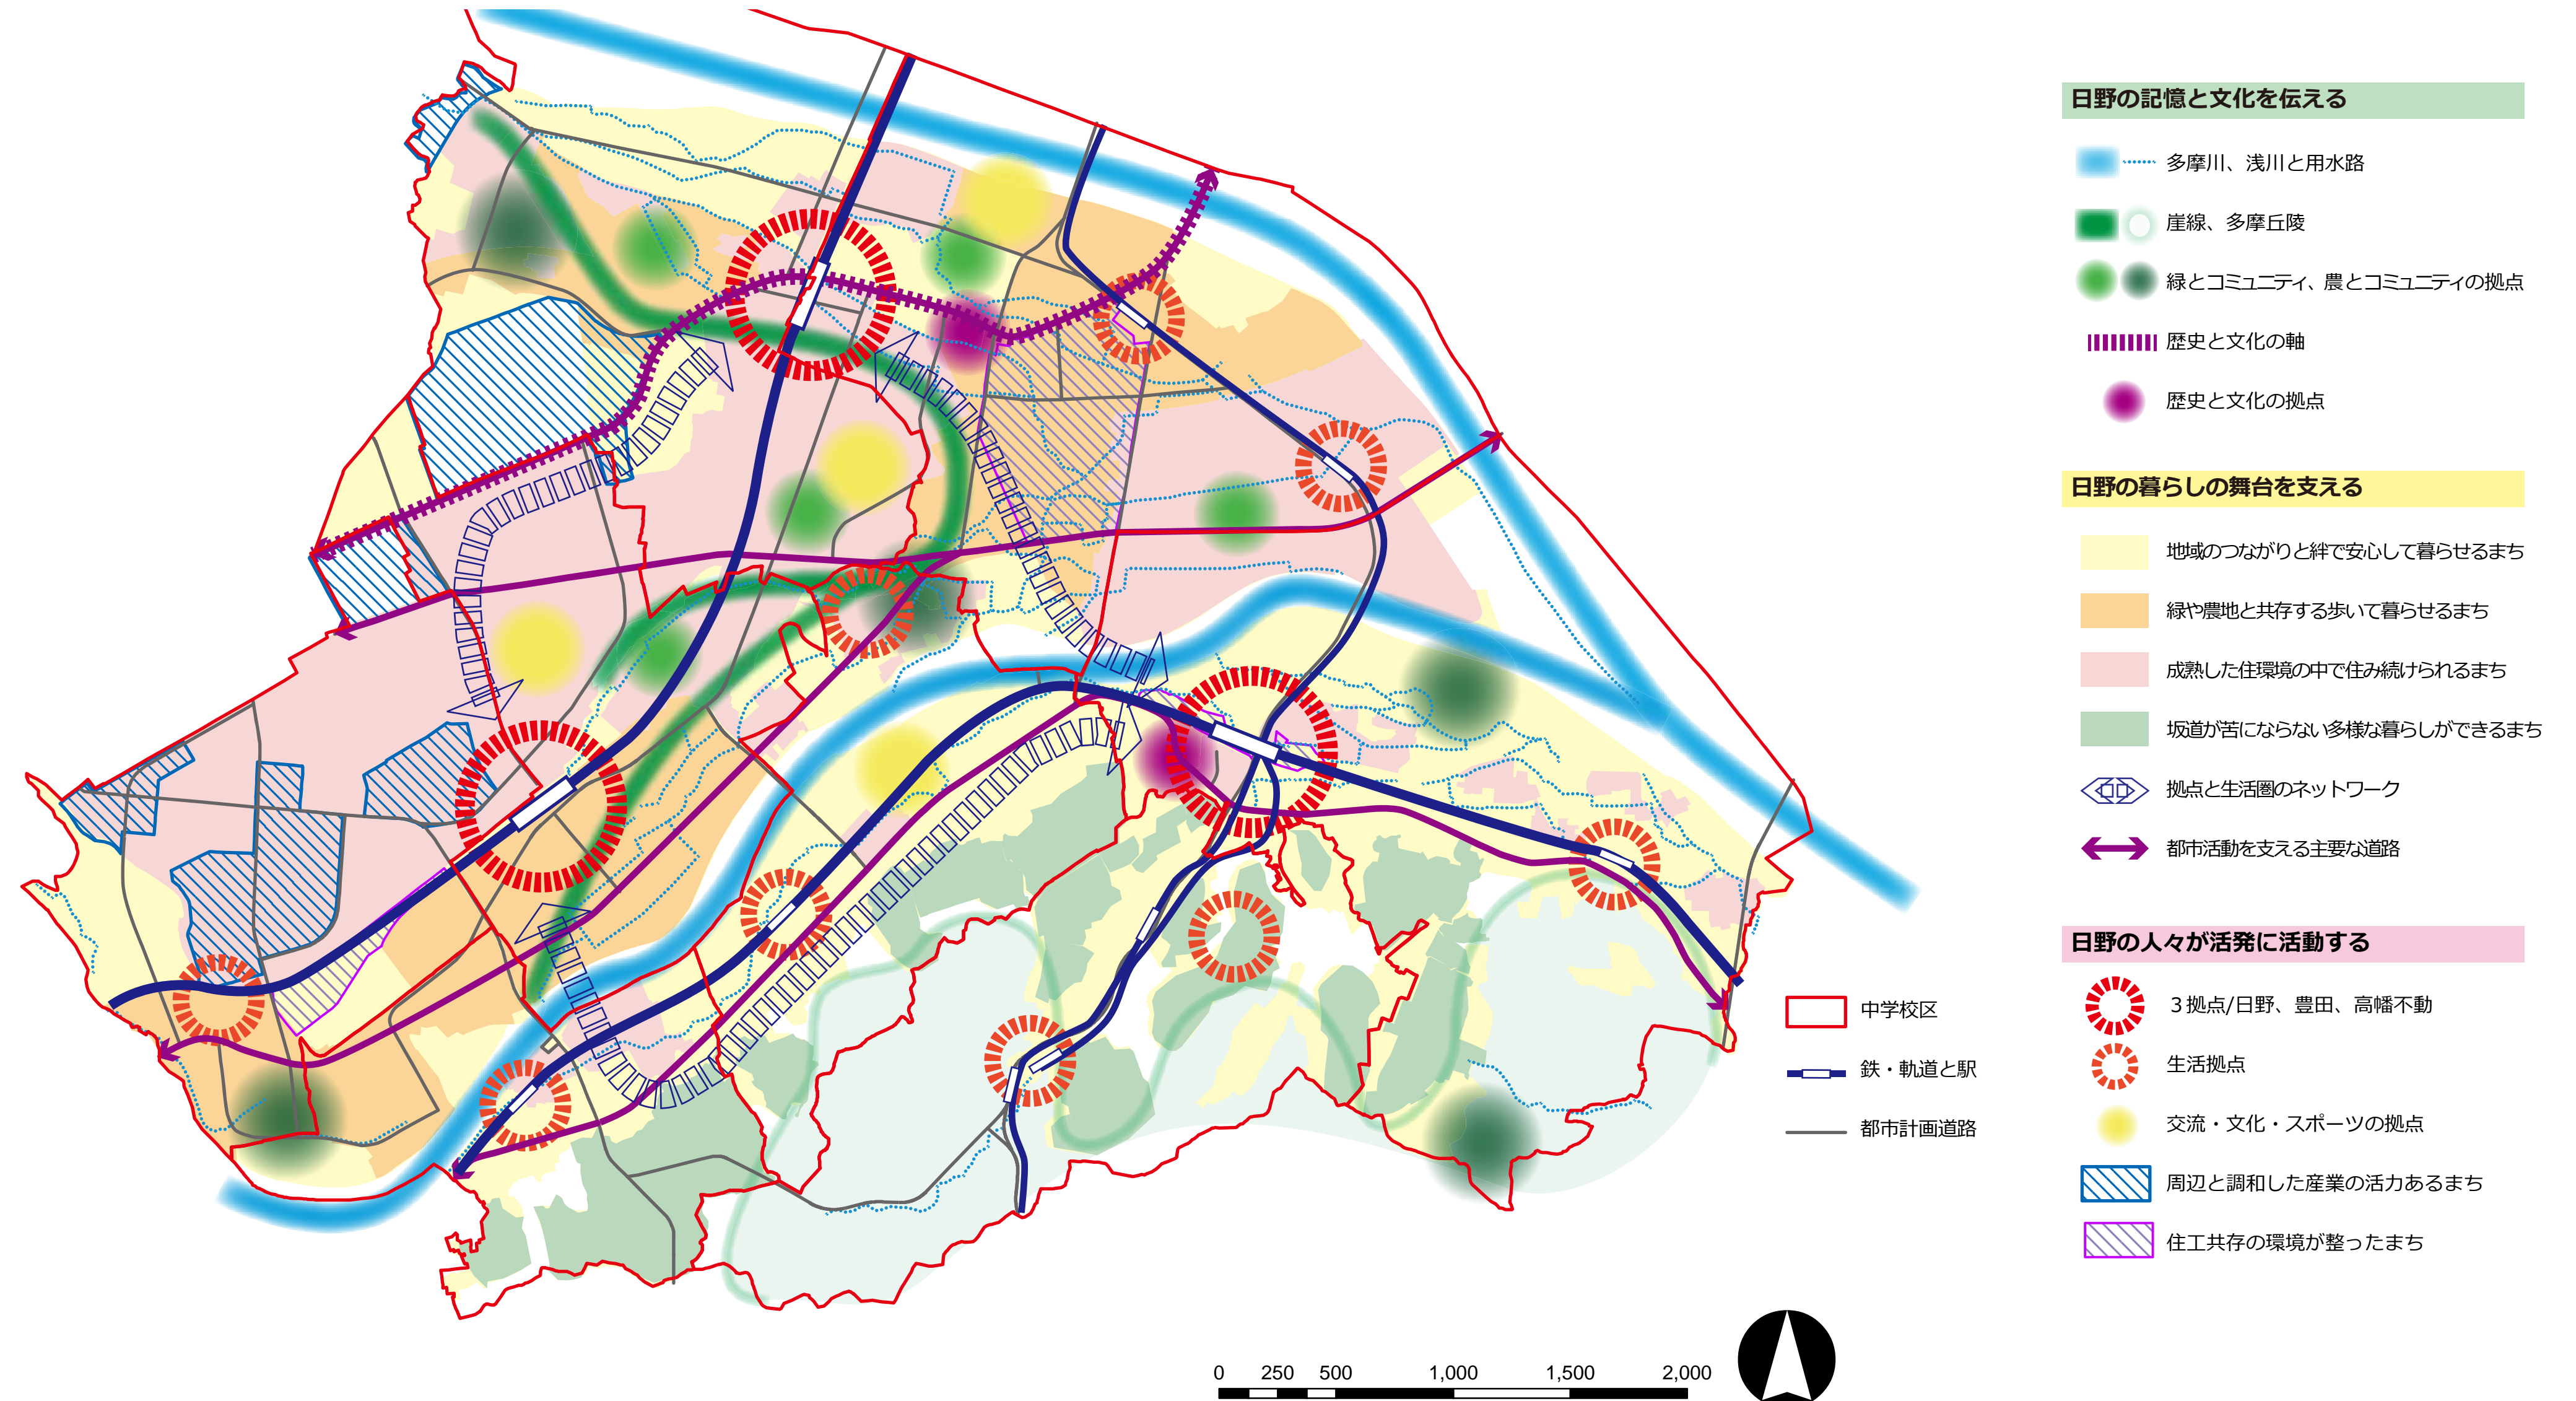 日野の記憶と文化を伝える
多摩川、浅川と用水路
崖線、多摩丘陵
緑とコミュニティ、農とコミュニティの拠点
歴史と文化の軸
歴史と文化の拠点
日野の暮らしの舞台を支える
地域のつながりと絆で安心して暮らせるまち
緑や農地と共存する歩いて暮らせるまち
成熟した住環境の中で住み続けられるまち
坂道が苦にならない多様な暮らしができるまち
拠点と生活圏のネットワーク
都市活動を支える主要な道路
日野の人々が活発に活動する
３拠点/日野、豊田、高幡不動
生活拠点
交流・文化・スポーツの拠点
周辺と調和した産業の活力あるまち
住工共存の環境が整ったまち
中学校区
鉄・軌道と駅
都市計画道路
0 250 500 1,000 1,500 2,000